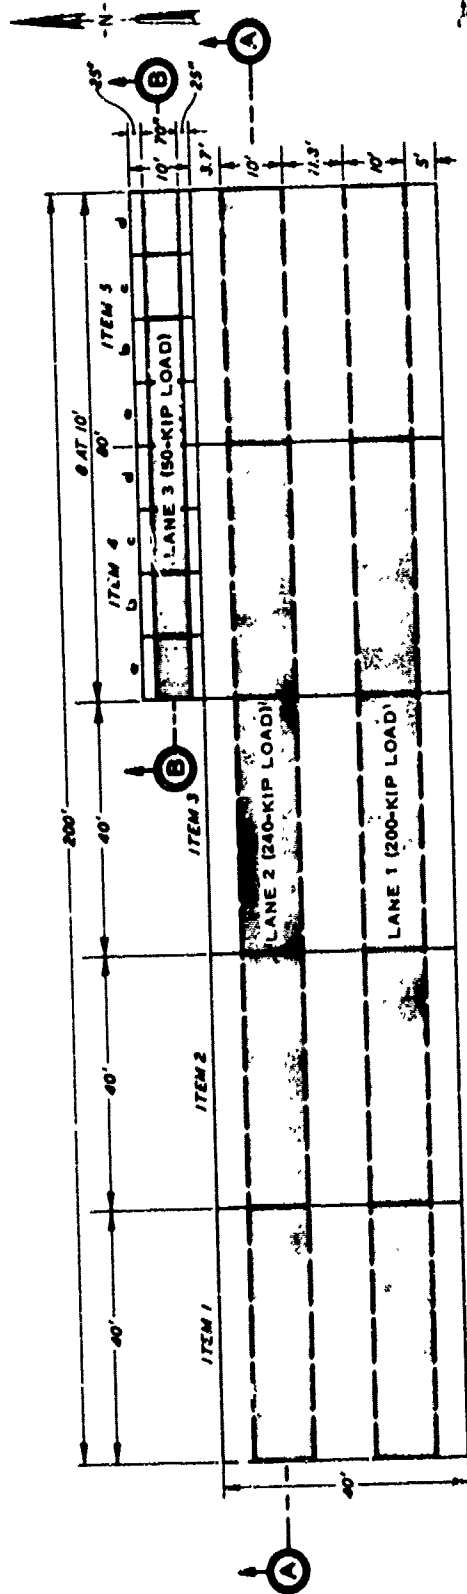 -N-
A
B
25"
70"
25"
10'
3.7'
10'
11.3'
10'
5'
200'
8 AT 10'
80'
40'
40'
40'
ITEM 1
ITEM 2
ITEM 3
ITEM 4
ITEM 5
a b c d a b c d
LANE 3 (50-KIP LOAD)
B
LANE 2 (240-KIP LOAD)
LANE 1 (200-KIP LOAD)
A
40'